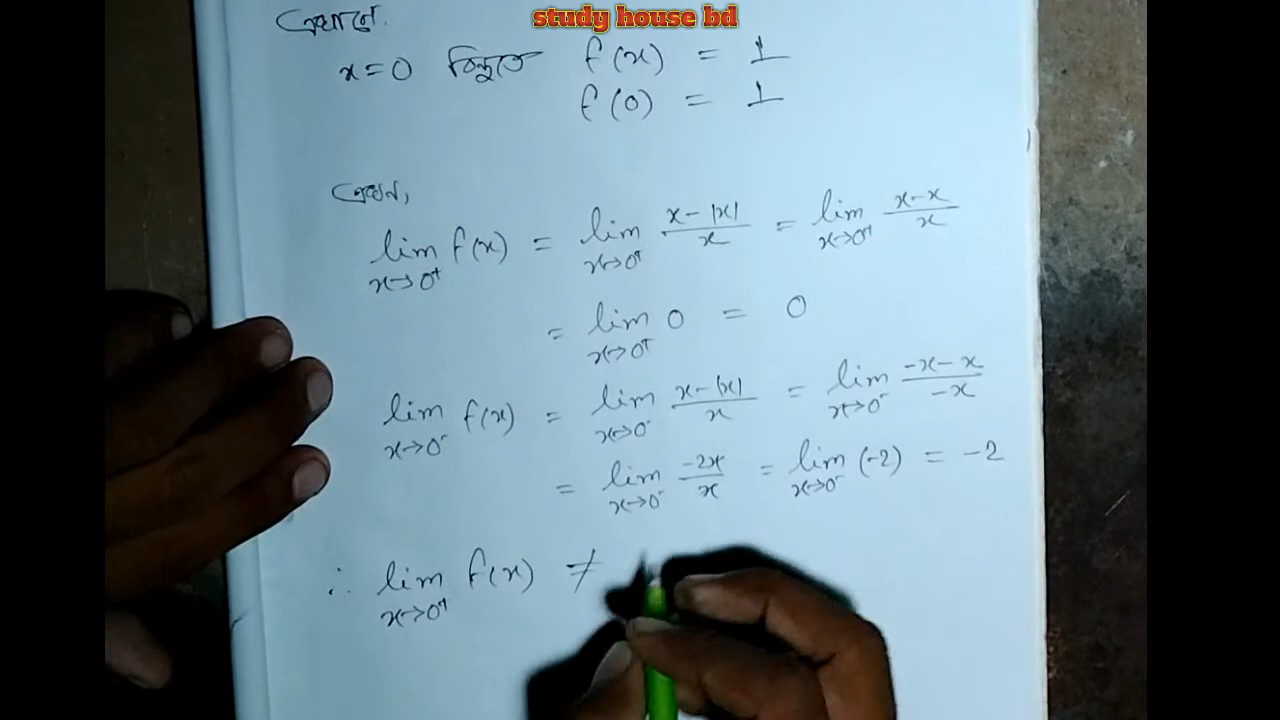 study house bd
এখানে,
x=0 বিন্দুতে f(x) = 1
f(0) = 1
এখন,
lim x→0⁺ f(x) = lim x→0⁺ (x-|x|)/x = lim x→0⁺ (x-x)/x
= lim x→0⁺ 0 = 0
lim x→0⁻ f(x) = lim x→0⁻ (x-|x|)/x = lim x→0⁻ (-x-x)/-x
= lim x→0⁻ -2x/x = lim x→0⁻ (-2) = -2
∴ lim x→0⁺ f(x) ≠